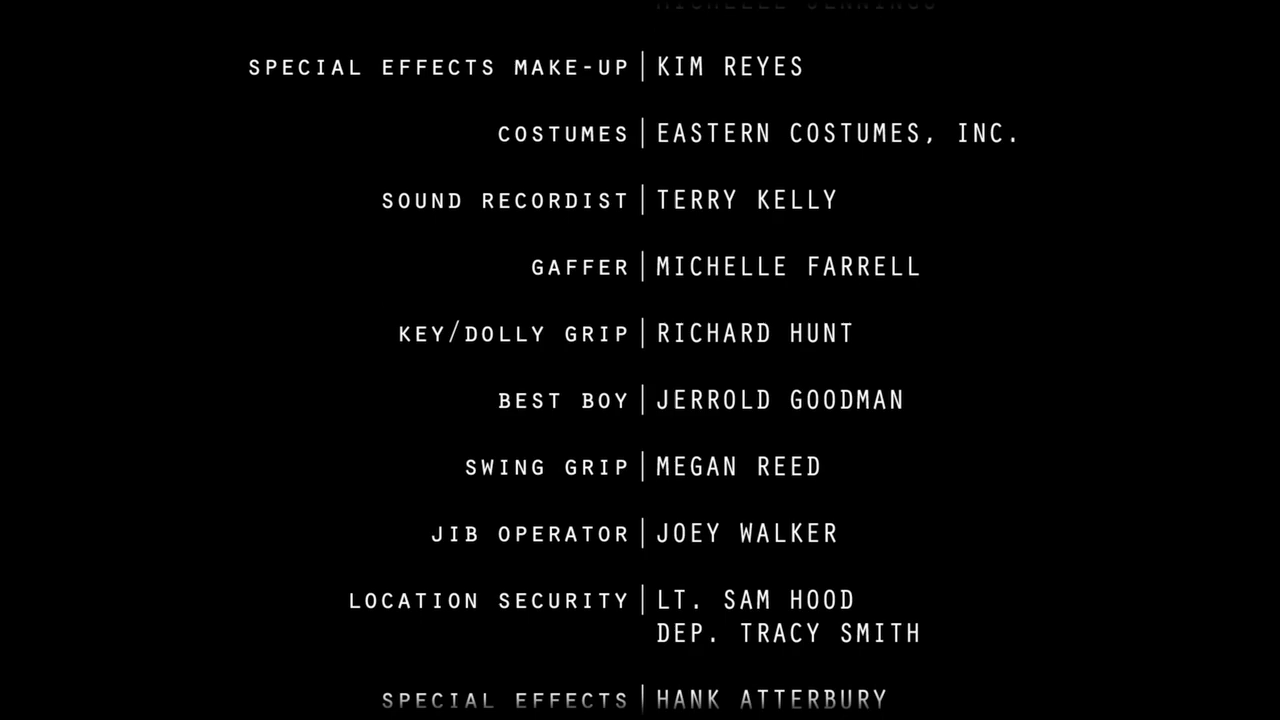 MICHELLE JENNINGS
SPECIAL EFFECTS MAKE-UP | KIM REYES
COSTUMES | EASTERN COSTUMES, INC.
SOUND RECORDIST | TERRY KELLY
GAFFER | MICHELLE FARRELL
KEY/DOLLY GRIP | RICHARD HUNT
BEST BOY | JERROLD GOODMAN
SWING GRIP | MEGAN REED
JIB OPERATOR | JOEY WALKER
LOCATION SECURITY | LT. SAM HOOD
DEP. TRACY SMITH
SPECIAL EFFECTS | HANK ATTERBURY